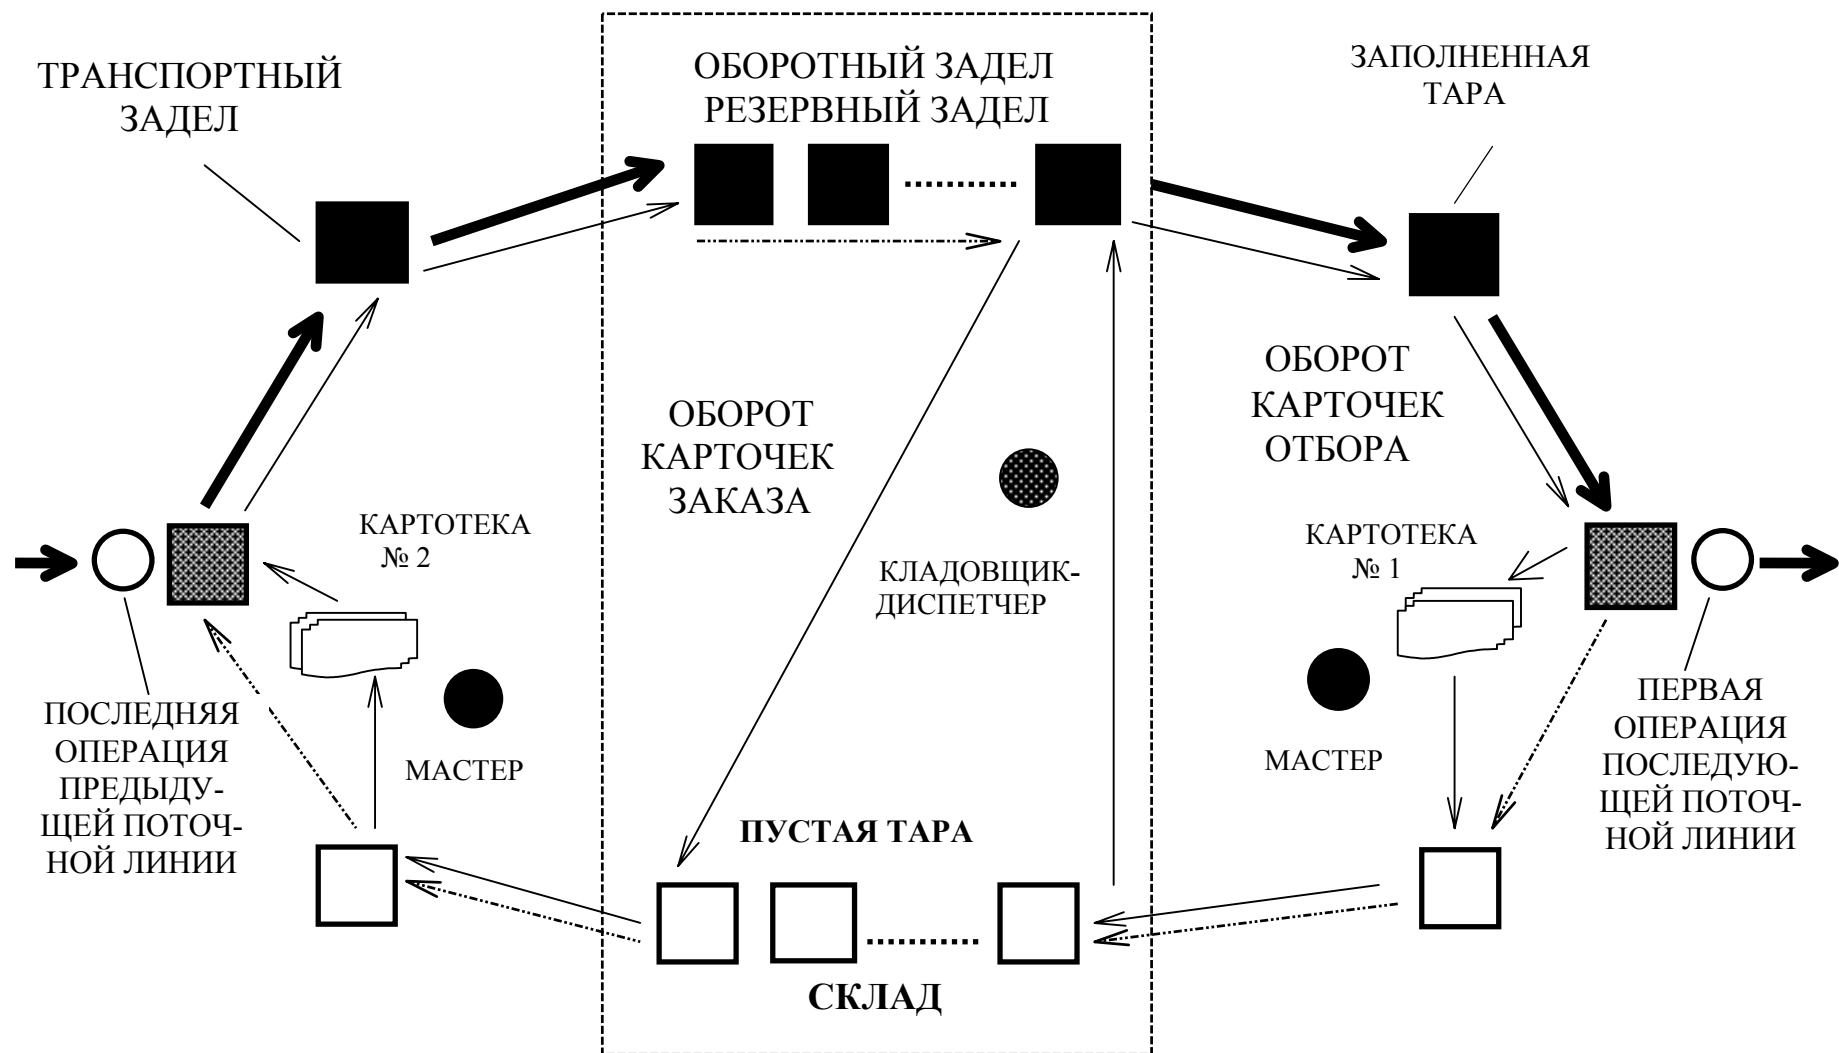 ТРАНСПОРТНЫЙ
ЗАДЕЛ
ОБОРОТНЫЙ ЗАДЕЛ
РЕЗЕРВНЫЙ ЗАДЕЛ
ЗАПОЛНЕННАЯ
ТАРА
ОБОРОТ
КАРТОЧЕК
ЗАКАЗА
ОБОРОТ
КАРТОЧЕК
ОТБОРА
КАРТОТЕКА
№ 2
КЛАДОВЩИК-
ДИСПЕТЧЕР
КАРТОТЕКА
№ 1
ПОСЛЕДНЯЯ
ОПЕРАЦИЯ
ПРЕДЫДУ-
ЩЕЙ ПОТОЧ-
НОЙ ЛИНИИ
МАСТЕР
МАСТЕР
ПЕРВАЯ
ОПЕРАЦИЯ
ПОСЛЕДУЮ-
ЩЕЙ ПОТОЧ-
НОЙ ЛИНИИ
ПУСТАЯ ТАРА
СКЛАД